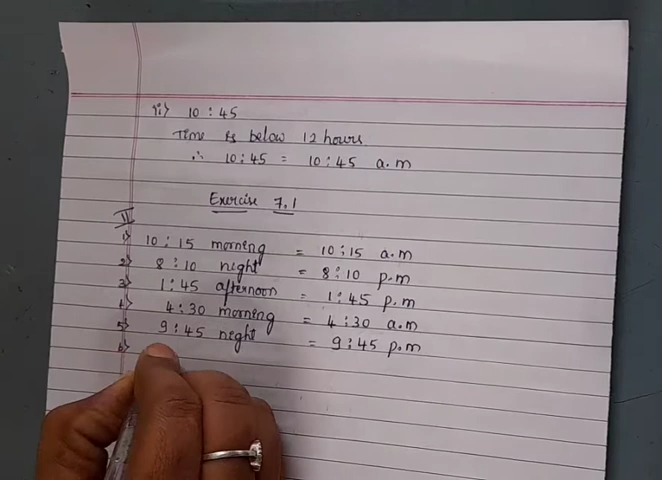 ii) 10:45
Time is below 12 hours
∴ 10:45 = 10:45 a.m
Exercise 7.1
II
1) 10:15 morning = 10:15 a.m
2) 8:10 night = 8:10 p.m
3) 1:45 afternoon = 1:45 p.m
4) 4:30 morning = 4:30 a.m
5) 9:45 night = 9:45 p.m
6)